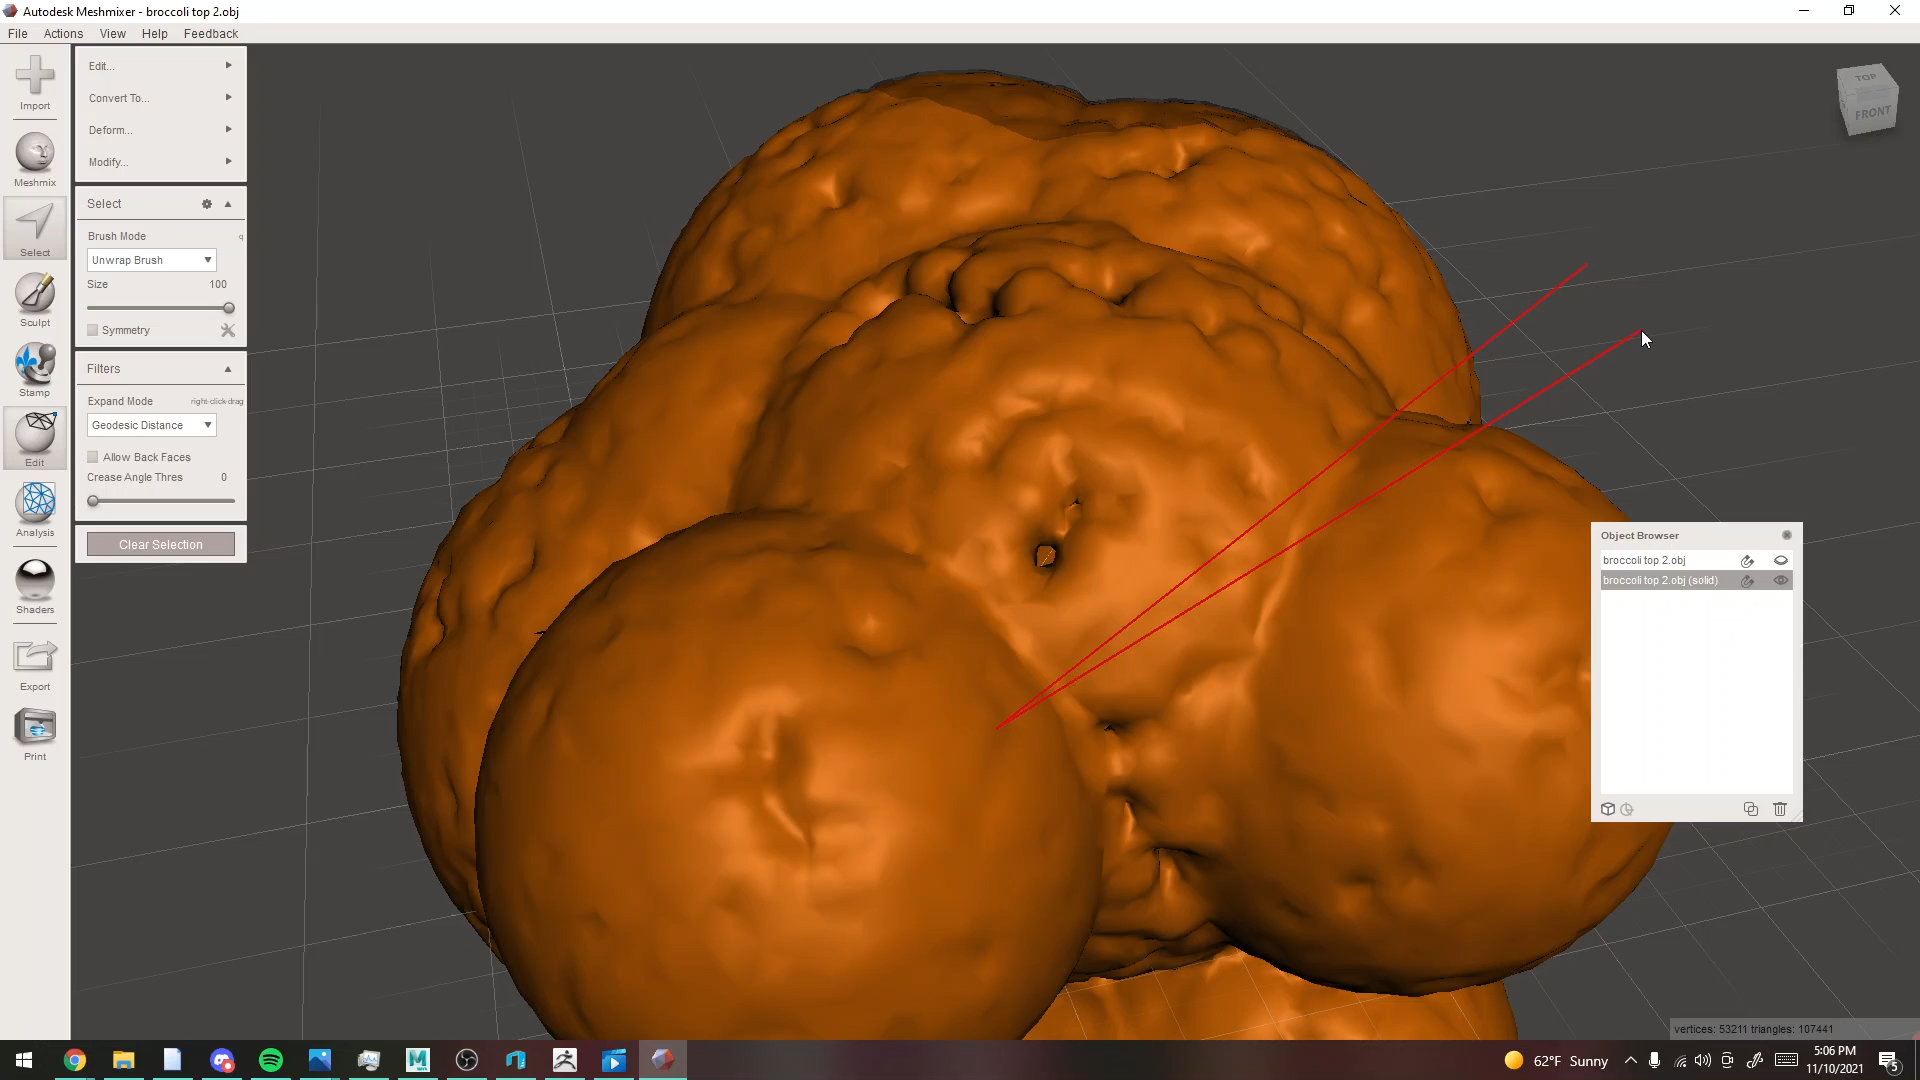 Autodesk Meshmixer - broccoli top 2.obj
File Actions View Help Feedback
Import
Meshmix
Select
Sculpt
Stamp
Edit
Analysis
Shaders
Export
Print
Edit...
Convert To...
Deform...
Modify...
Select
Brush Mode q
Unwrap Brush
Size 100
Symmetry
Filters
Expand Mode right-click-drag
Geodesic Distance
Allow Back Faces
Crease Angle Thres 0
Clear Selection
TOP
FRONT
Object Browser
broccoli top 2.obj
broccoli top 2.obj (solid)
vertices: 53211 triangles: 107441
62°F Sunny
5:06 PM
11/10/2021
5